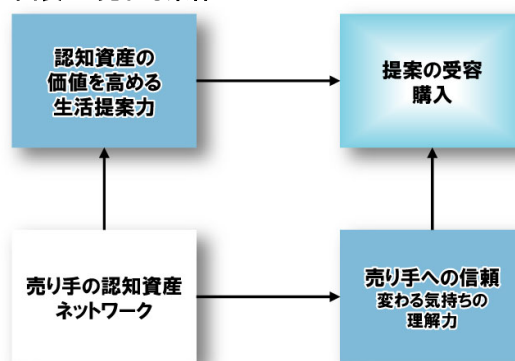 認知資産の
価値を高める
生活提案力
提案の受容
購入
売り手の認知資産
ネットワーク
売り手への信頼
変わる気持ちの
理解力